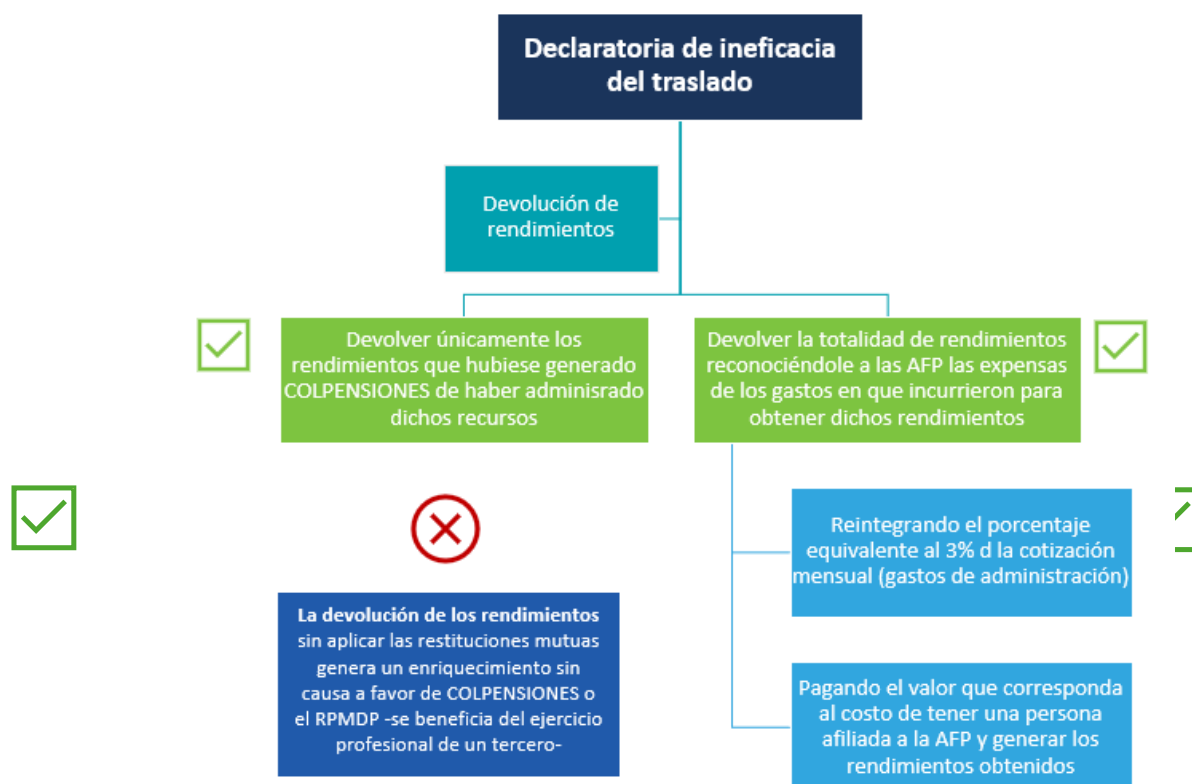 Declaratoria de ineficacia
del traslado
Devolución de
rendimientos
Devolver únicamente los
rendimientos que hubiese generado
COLPENSIONES de haber adminisrado
dichos recursos
Devolver la totalidad de rendimientos
reconociéndole a las AFP las expensas
de los gastos en que incurrieron para
obtener dichos rendimientos
La devolución de los rendimientos
sin aplicar las restituciones mutuas
genera un enriquecimiento sin
causa a favor de COLPENSIONES o
el RPMDP -se beneficia del ejercicio
profesional de un tercero-
Reintegrando el porcentaje
equivalente al 3% d la cotización
mensual (gastos de administración)
Pagando el valor que corresponda
al costo de tener una persona
afiliada a la AFP y generar los
rendimientos obtenidos